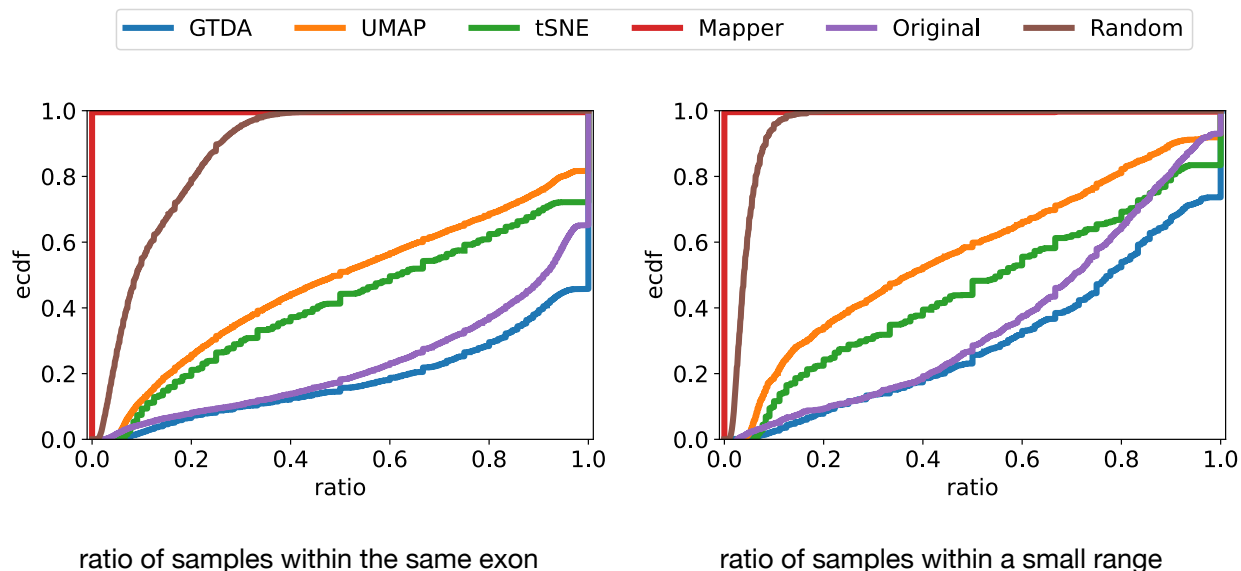 GTDA UMAP tSNE Mapper Original Random
1.0 1.0
0.8 0.8
0.6 0.6
ecdf ecdf
0.4 0.4
0.2 0.2
0.0 0.0
0.0 0.2 0.4 0.6 0.8 1.0 0.0 0.2 0.4 0.6 0.8 1.0
ratio ratio
ratio of samples within the same exon ratio of samples within a small range